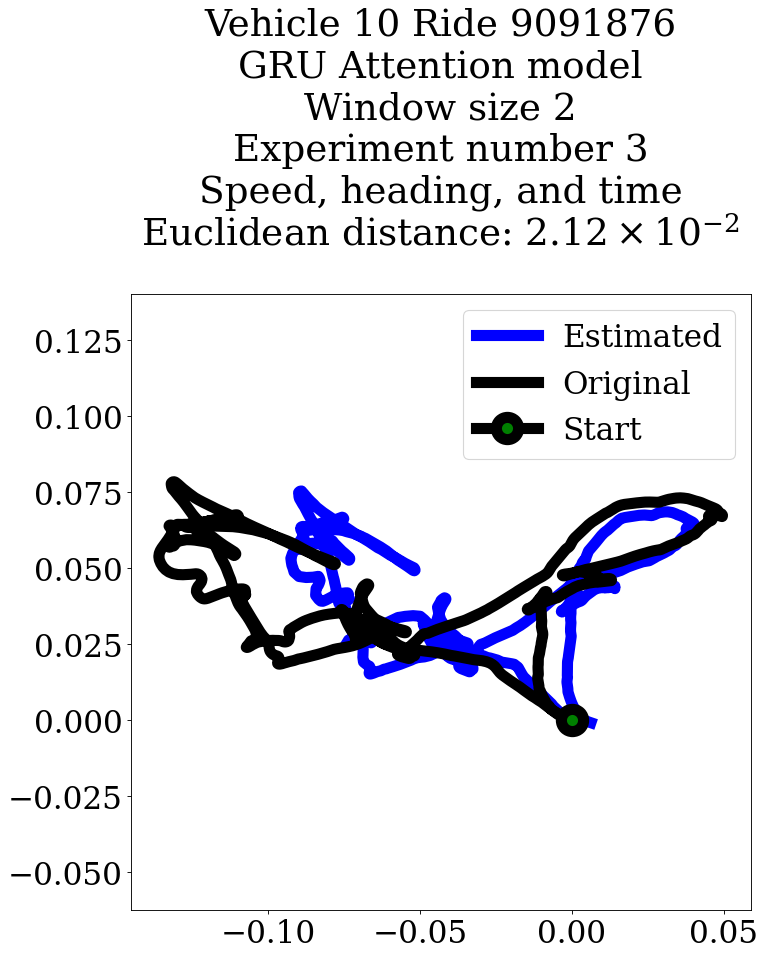 Vehicle 10 Ride 9091876
GRU Attention model
Window size 2
Experiment number 3
Speed, heading, and time
Euclidean distance: 2.12 × 10⁻²
Estimated
Original
Start
0.125
0.100
0.075
0.050
0.025
0.000
−0.025
−0.050
−0.10
−0.05
0.00
0.05